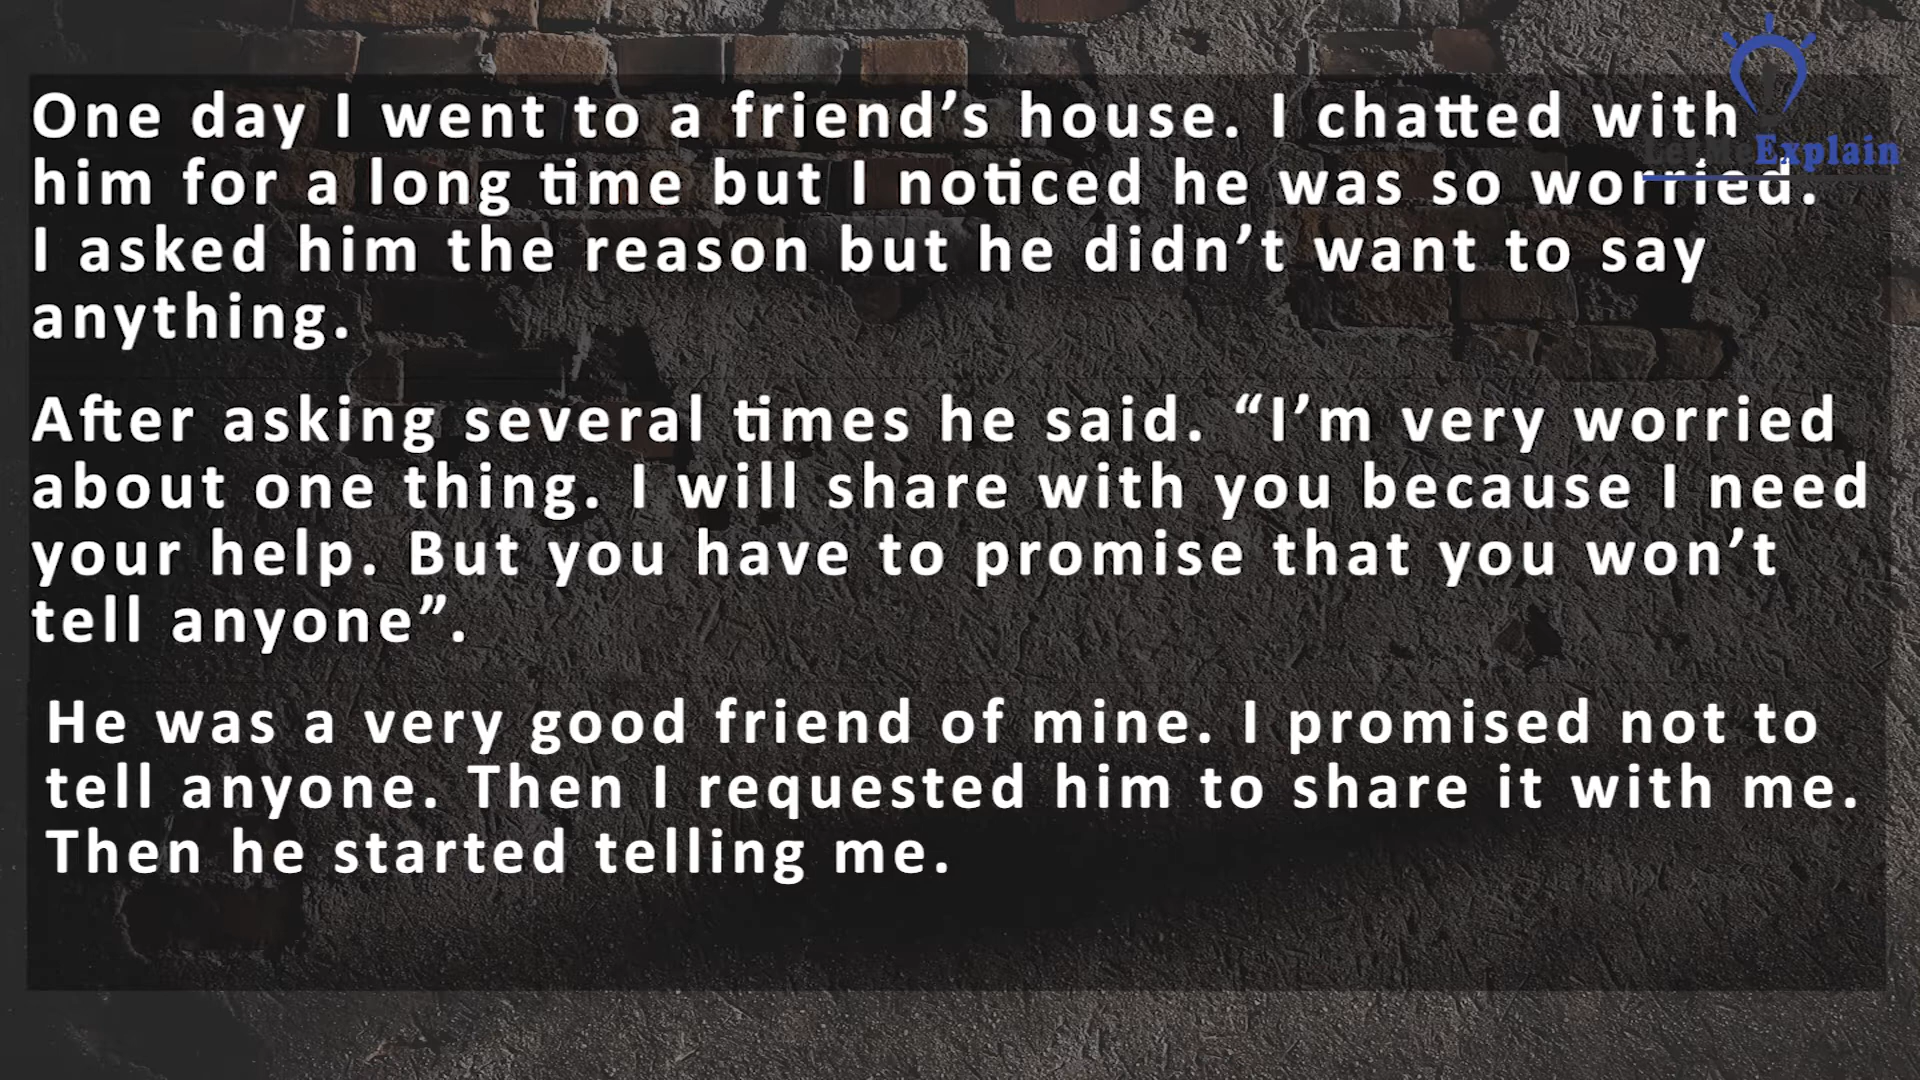 One day I went to a friend’s house. I chatted with
him for a long time but I noticed he was so worried.
I asked him the reason but he didn’t want to say
anything.
After asking several times he said. “I’m very worried
about one thing. I will share with you because I need
your help. But you have to promise that you won’t
tell anyone”.
He was a very good friend of mine. I promised not to
tell anyone. Then I requested him to share it with me.
Then he started telling me.
Let Me Explain